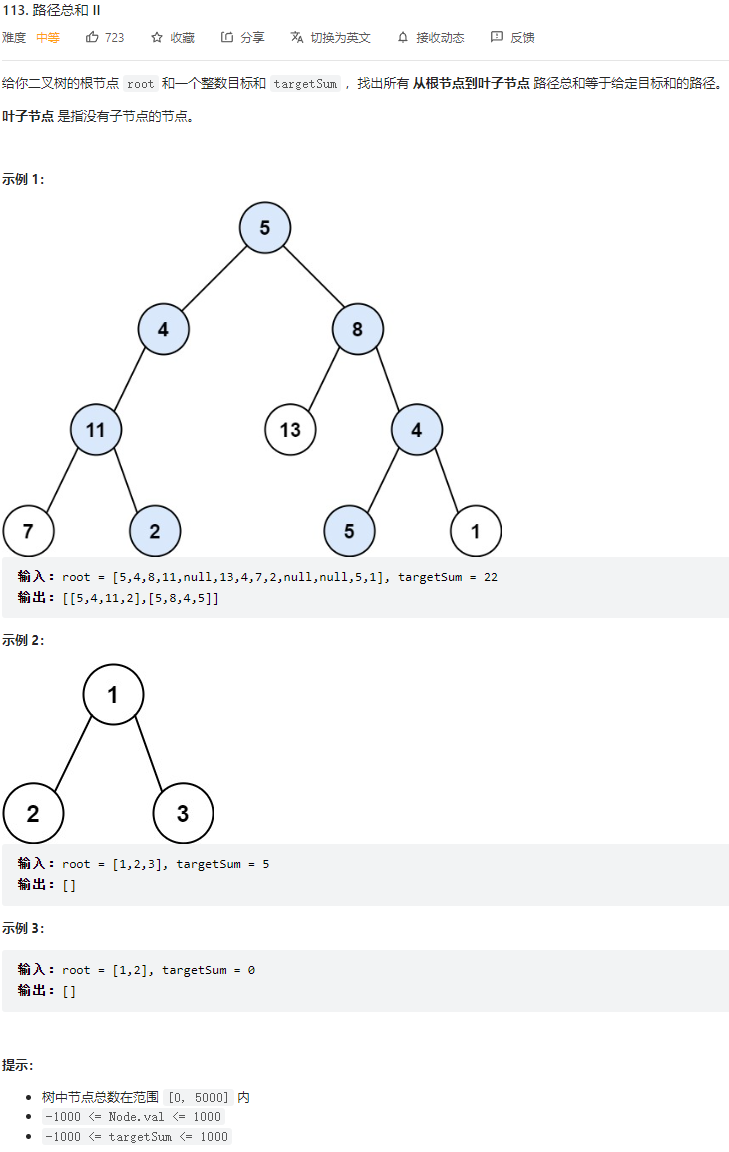 113. 路径总和 II
难度 中等 723 收藏 分享 切换为英文 接收动态 反馈
给你二叉树的根节点 root 和一个整数目标和 targetSum ，找出所有 从根节点到叶子节点 路径总和等于给定目标和的路径。
叶子节点 是指没有子节点的节点。
示例 1：
5
4 8
11 13 4
7 2 5 1
输入：root = [5,4,8,11,null,13,4,7,2,null,null,5,1], targetSum = 22
输出：[[5,4,11,2],[5,8,4,5]]
示例 2：
1
2 3
输入：root = [1,2,3], targetSum = 5
输出：[]
示例 3：
输入：root = [1,2], targetSum = 0
输出：[]
提示：
树中节点总数在范围 [0, 5000] 内
-1000 <= Node.val <= 1000
-1000 <= targetSum <= 1000